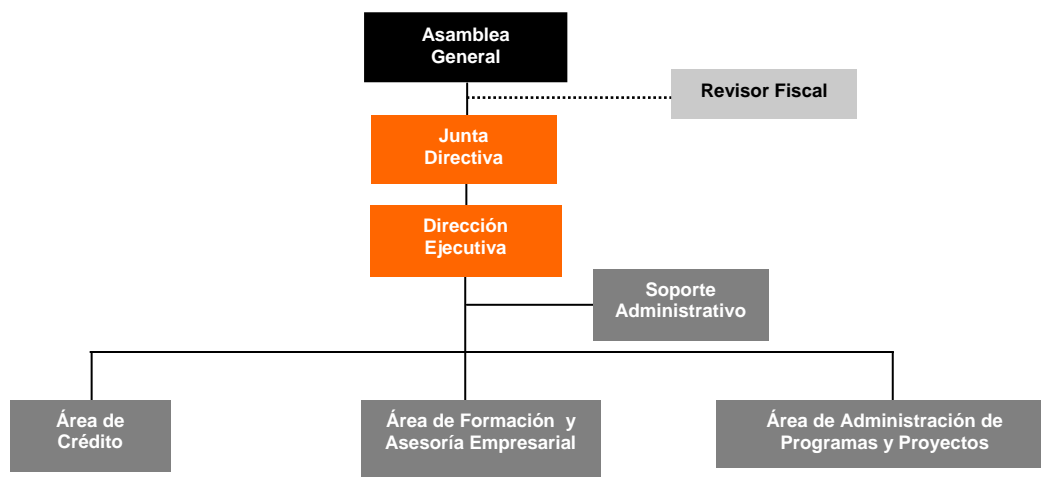 Asamblea
General
Revisor Fiscal
Junta
Directiva
Dirección
Ejecutiva
Soporte
Administrativo
Área de
Crédito
Área de Formación y
Asesoría Empresarial
Área de Administración de
Programas y Proyectos